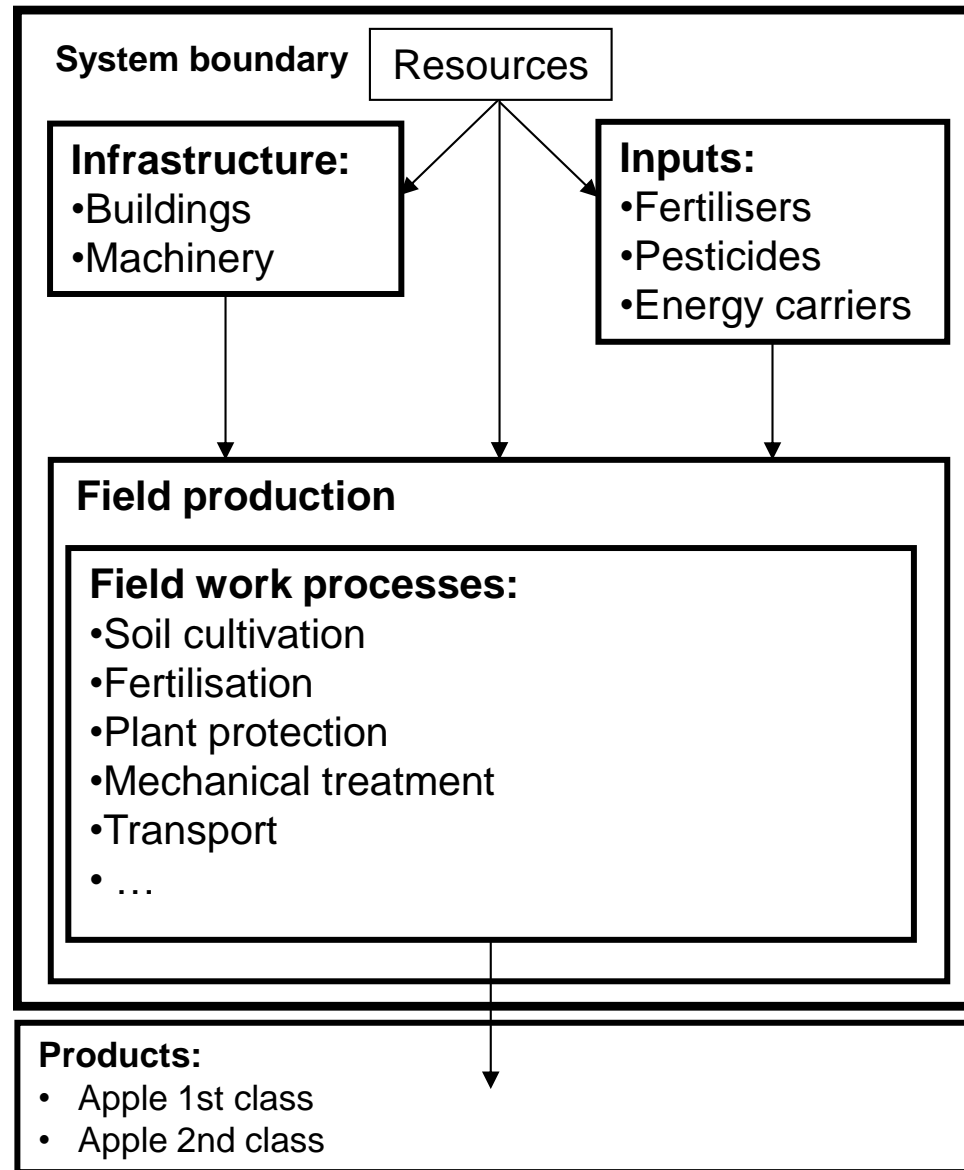 System boundary
Resources
Infrastructure:
•Buildings
•Machinery
Inputs:
•Fertilisers
•Pesticides
•Energy carriers
Field production
Field work processes:
•Soil cultivation
•Fertilisation
•Plant protection
•Mechanical treatment
•Transport
• …
Products:
• Apple 1st class
• Apple 2nd class